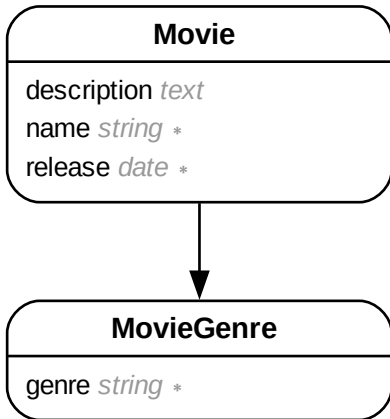 Movie
description text
name string *
release date *
MovieGenre
genre string *